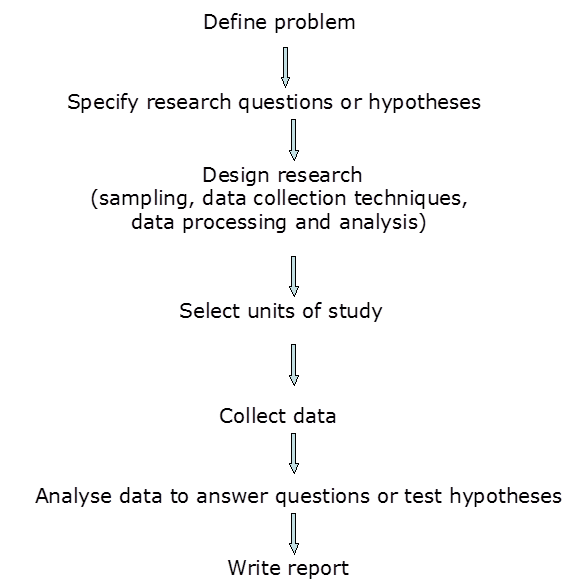 Define problem
Specify research questions or hypotheses
Design research
(sampling, data collection techniques,
data processing and analysis)
Select units of study
Collect data
Analyse data to answer questions or test hypotheses
Write report